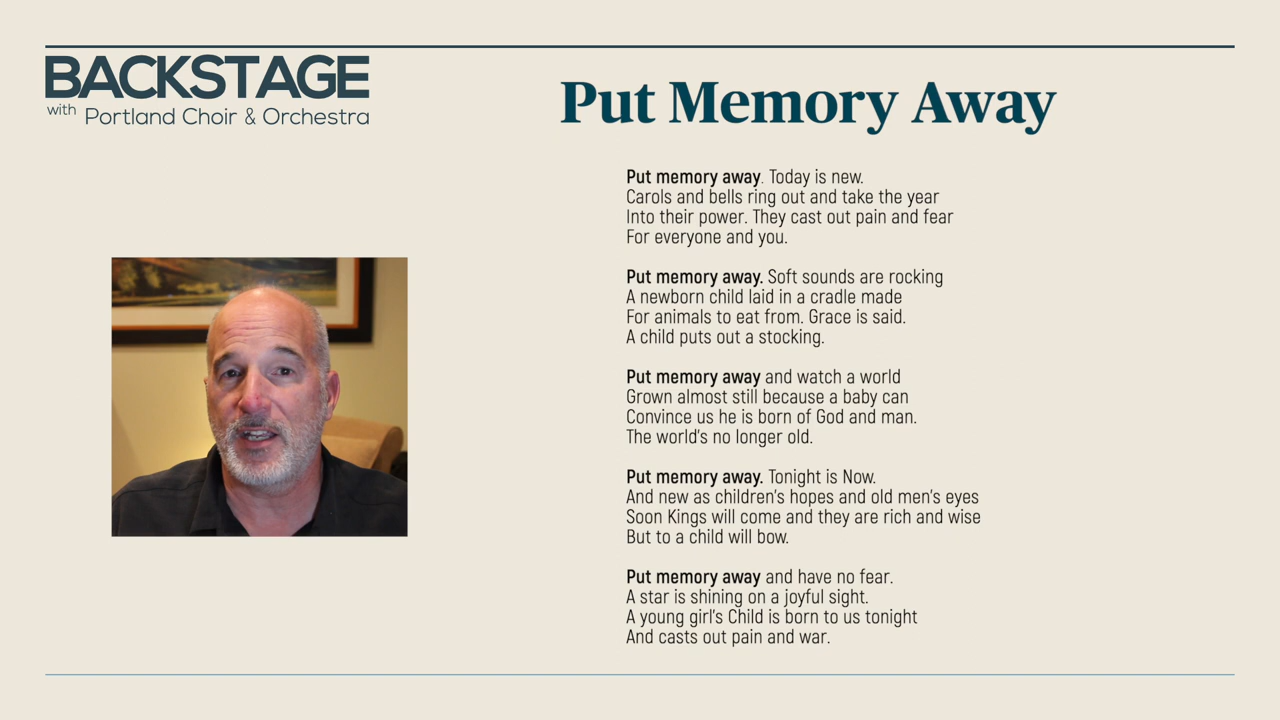 BACKSTAGE
with Portland Choir & Orchestra
Put Memory Away
Put memory away. Today is new.
Carols and bells ring out and take the year
Into their power. They cast out pain and fear
For everyone and you.
Put memory away. Soft sounds are rocking
A newborn child laid in a cradle made
For animals to eat from. Grace is said.
A child puts out a stocking.
Put memory away and watch a world
Grown almost still because a baby can
Convince us he is born of God and man.
The world's no longer old.
Put memory away. Tonight is Now.
And new as children's hopes and old men's eyes
Soon Kings will come and they are rich and wise
But to a child will bow.
Put memory away and have no fear.
A star is shining on a joyful sight.
A young girl's Child is born to us tonight
And casts out pain and war.